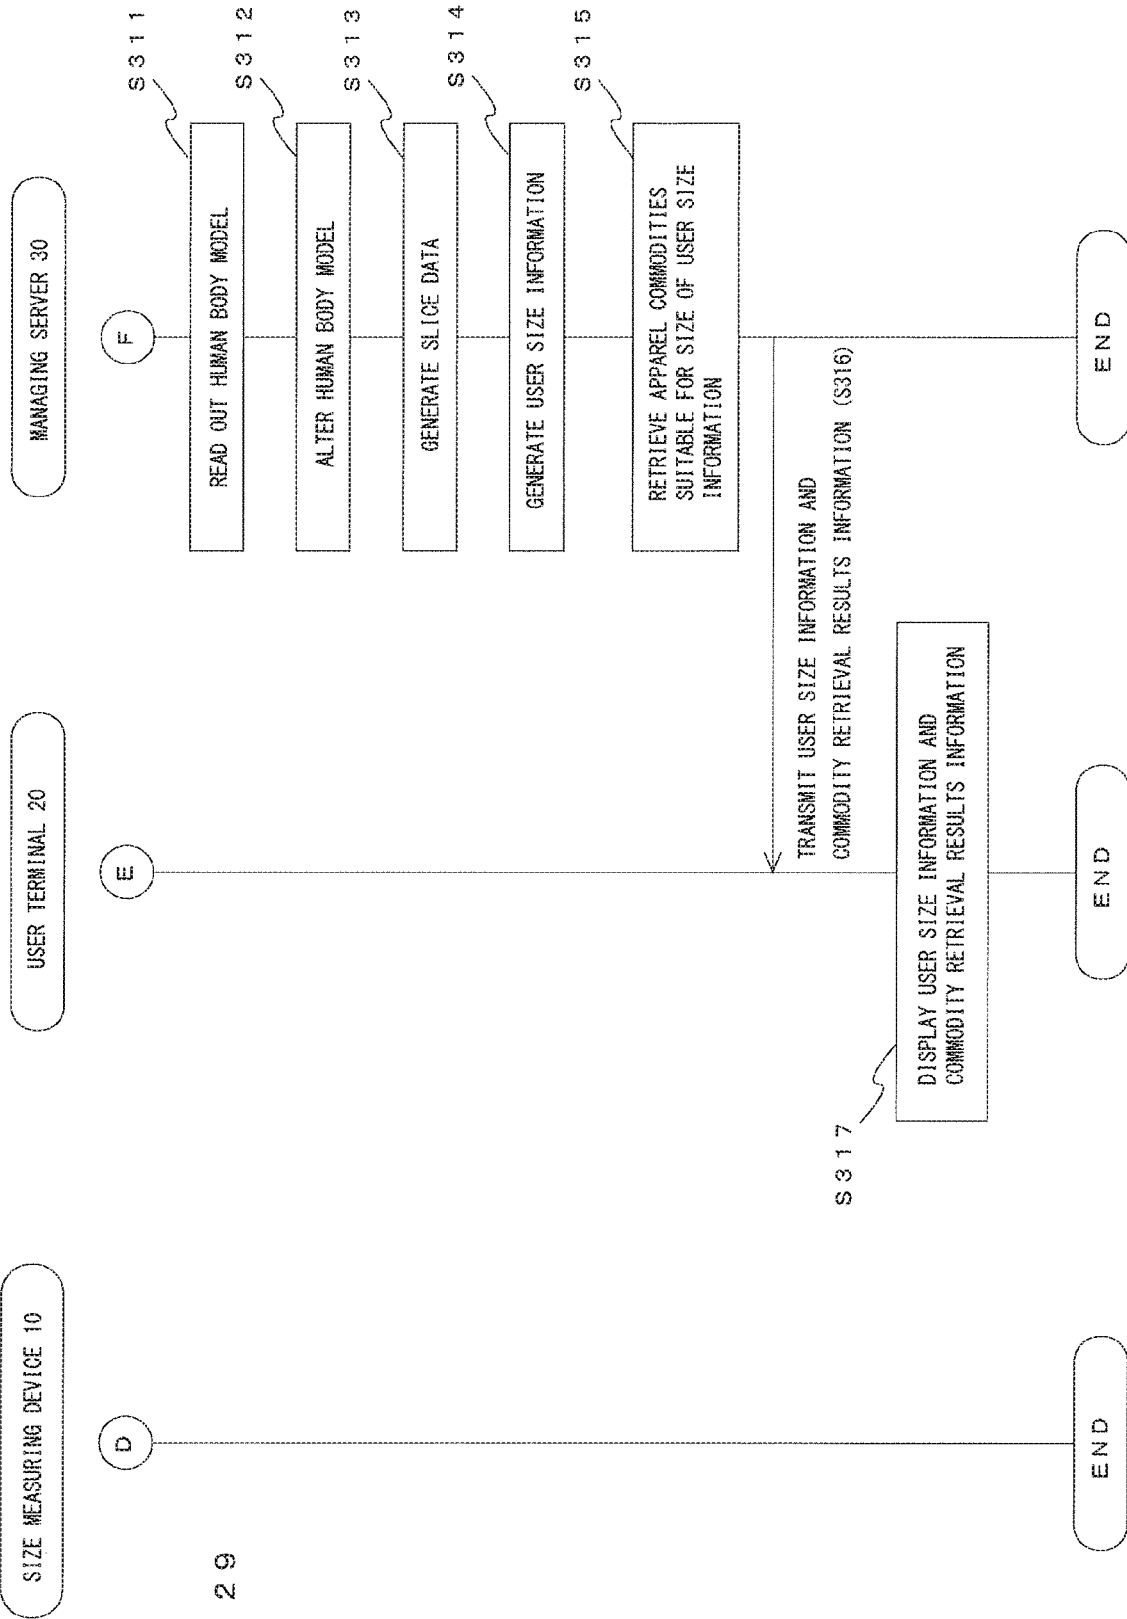 SIZE MEASURING DEVICE 10
USER TERMINAL 20
MANAGING SERVER 30
D
E
F
29
READ OUT HUMAN BODY MODEL
S311
ALTER HUMAN BODY MODEL
S312
GENERATE SLICE DATA
S313
GENERATE USER SIZE INFORMATION
S314
RETRIEVE APPAREL COMMODITIES
SUITABLE FOR SIZE OF USER SIZE
INFORMATION
S315
TRANSMIT USER SIZE INFORMATION AND
COMMODITY RETRIEVAL RESULTS INFORMATION (S316)
S317
DISPLAY USER SIZE INFORMATION AND
COMMODITY RETRIEVAL RESULTS INFORMATION
END
END
END